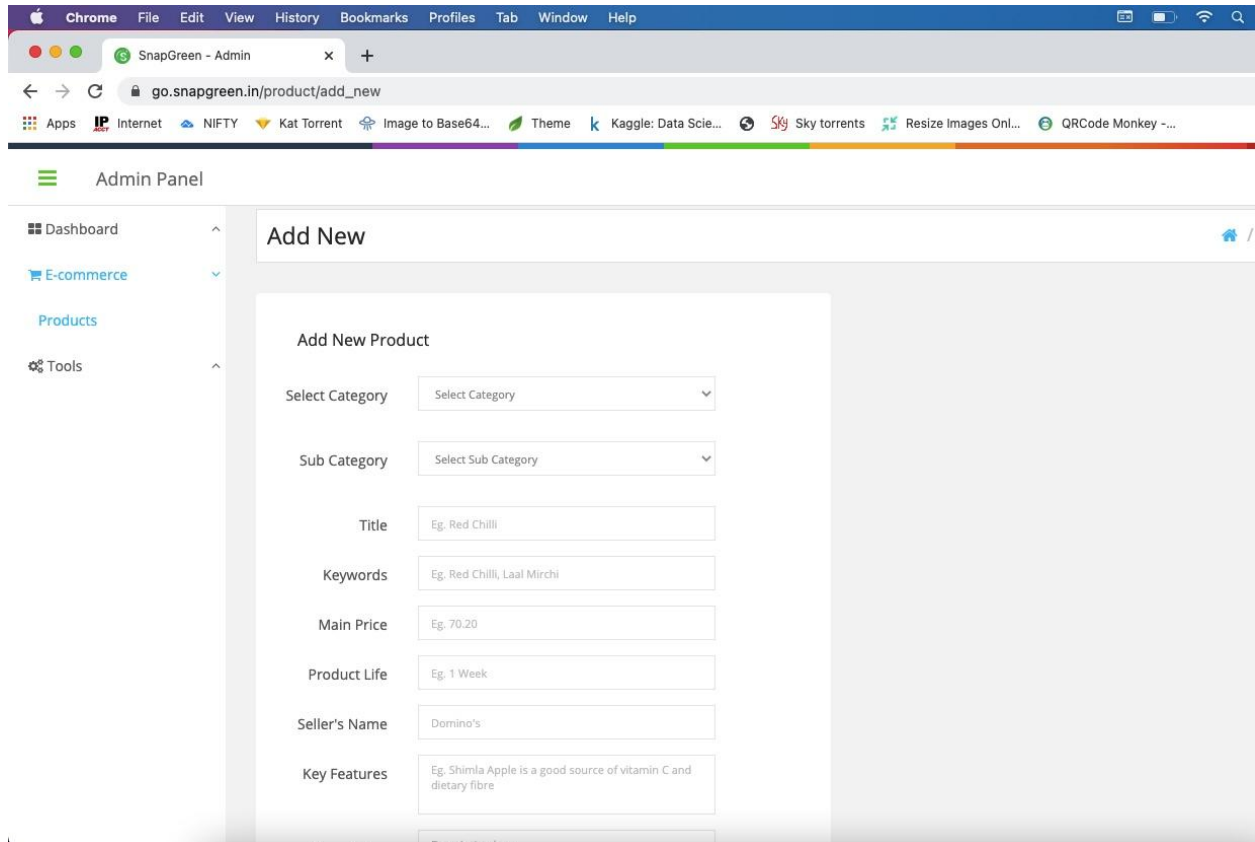 Chrome File Edit View History Bookmarks Profiles Tab Window Help
SnapGreen - Admin
go.snapgreen.in/product/add_new
Apps IP ACCT Internet NIFTY Kat Torrent Image to Base64... Theme k Kaggle: Data Scie... Sky Sky torrents Resize Images Onl... QRCode Monkey -...
Admin Panel
Dashboard
Add New
/
E-commerce
Products
Add New Product
Tools
Select Category Select Category
Sub Category Select Sub Category
Title Eg. Red Chilli
Keywords Eg. Red Chilli, Laal Mirchi
Main Price Eg. 70.20
Product Life Eg. 1 Week
Seller's Name Domino's
Key Features Eg. Shimla Apple is a good source of vitamin C and
dietary fibre